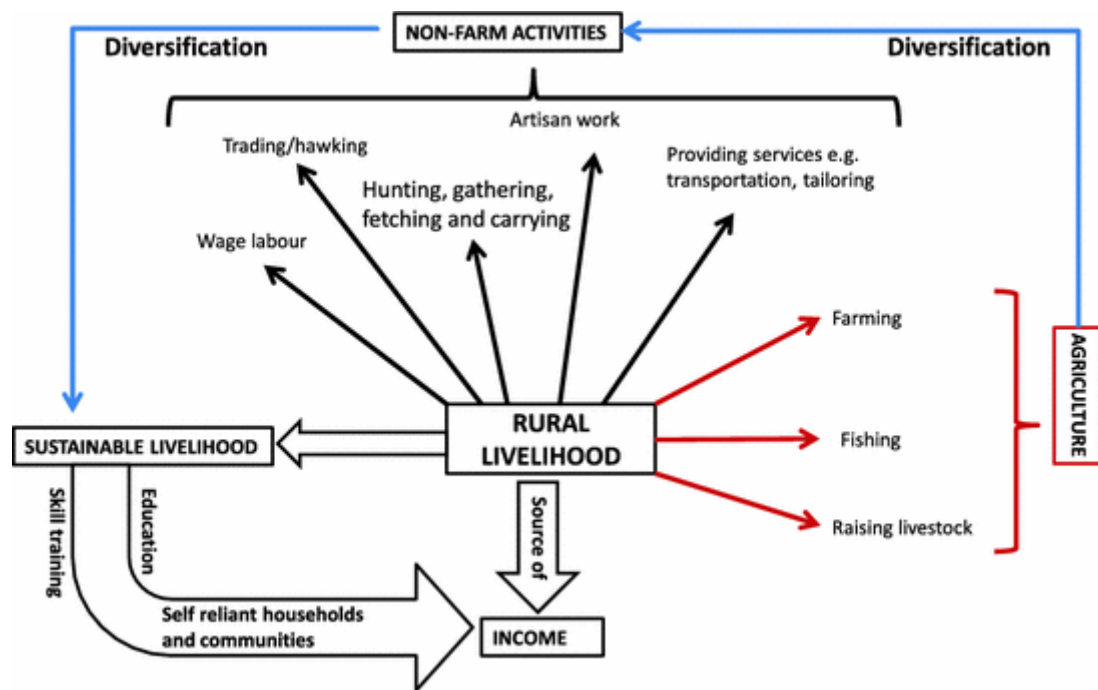 NON-FARM ACTIVITIES
Diversification
Diversification
Artisan work
Trading/hawking
Providing services e.g.
transportation, tailoring
Hunting, gathering,
fetching and carrying
Wage labour
Farming
AGRICULTURE
RURAL
LIVELIHOOD
Fishing
SUSTAINABLE LIVELIHOOD
Raising livestock
Skill training
Education
Source of
Self reliant households
and communities
INCOME